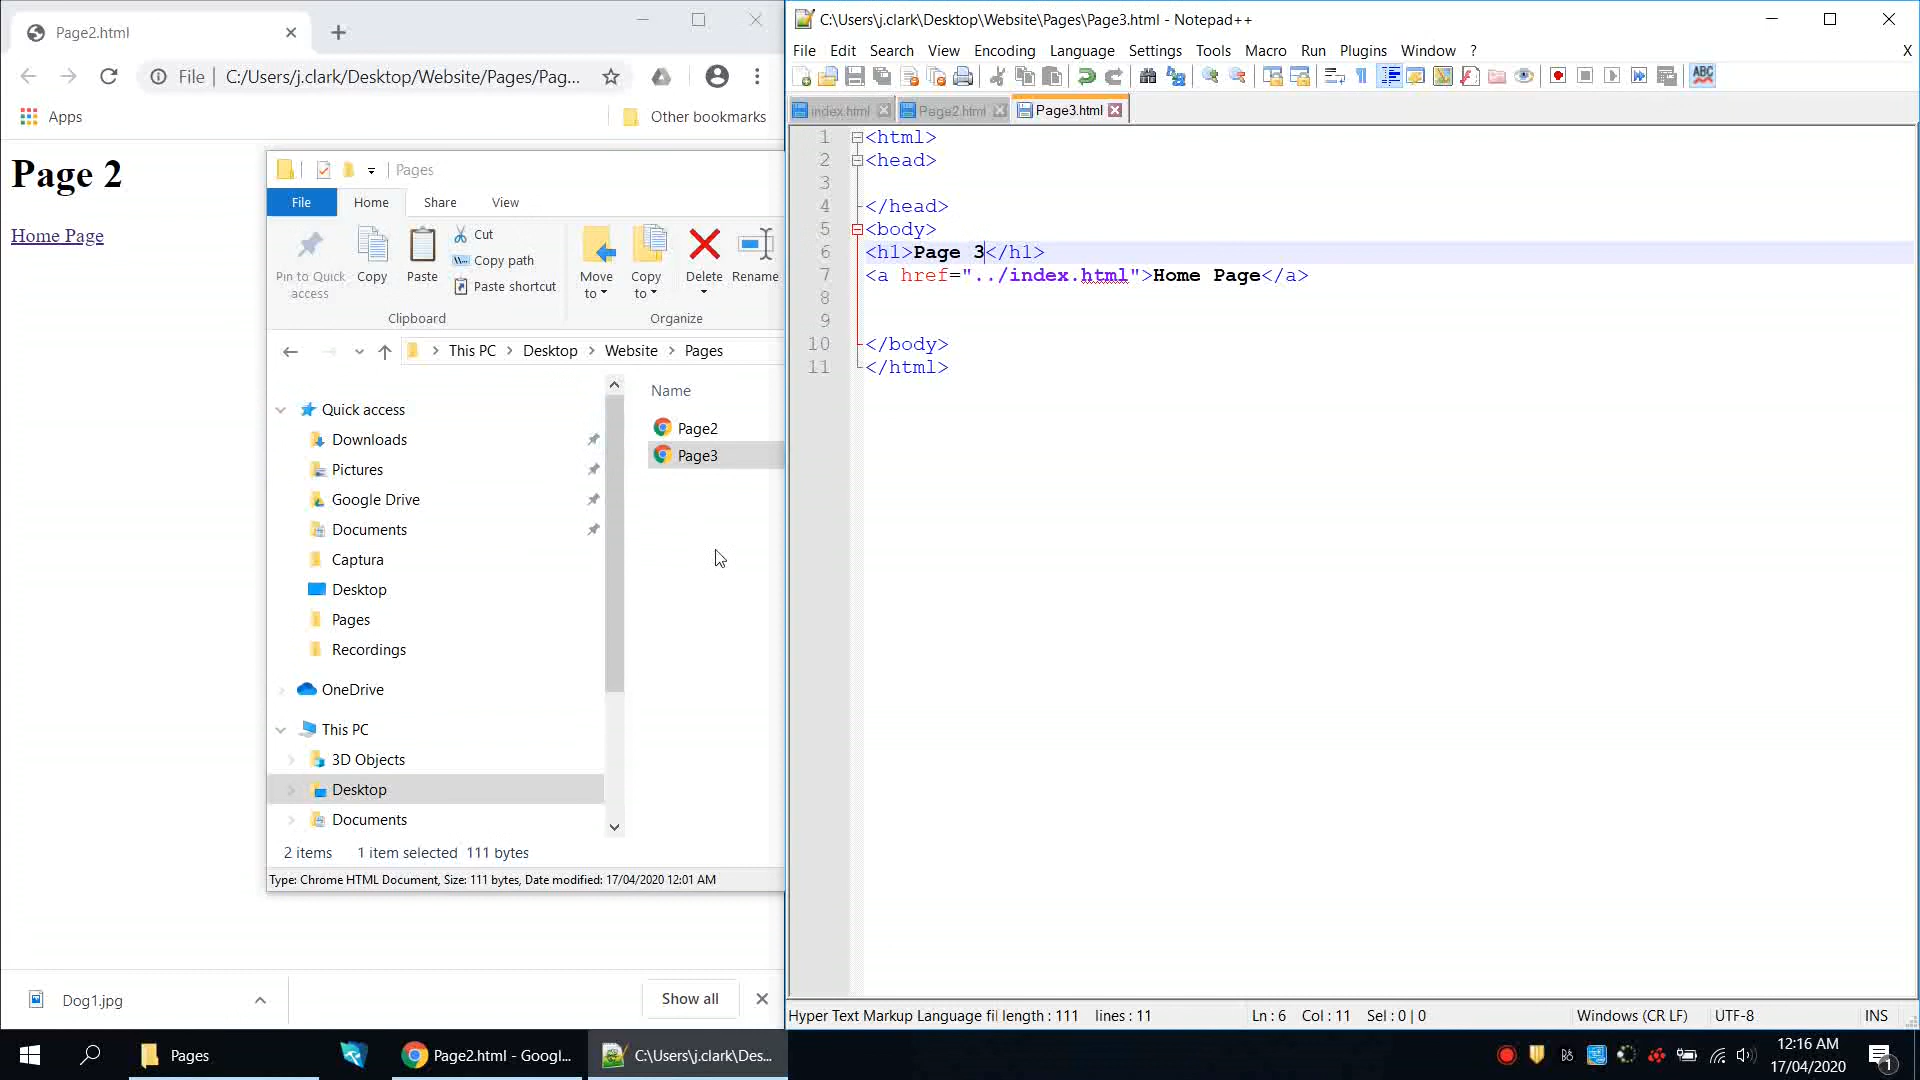 Page2.html
File
C:/Users/j.clark/Desktop/Website/Pages/Pag...
Apps
Other bookmarks
Page 2
Home Page
Pages
File
Home
Share
View
Pin to Quick
access
Copy
Paste
Cut
Copy path
Paste shortcut
Clipboard
Move
to
Copy
to
Delete
Rename
Organize
This PC
Desktop
Website
Pages
Quick access
Downloads
Pictures
Google Drive
Documents
Captura
Desktop
Pages
Recordings
OneDrive
This PC
3D Objects
Desktop
Documents
Name
Page2
Page3
2 items
1 item selected 111 bytes
Type: Chrome HTML Document, Size: 111 bytes, Date modified: 17/04/2020 12:01 AM
Dog1.jpg
Show all
C:\Users\j.clark\Desktop\Website\Pages\Page3.html - Notepad++
File Edit Search View Encoding Language Settings Tools Macro Run Plugins Window ?
X
ABC
index.html
Page2.html
Page3.html
1 <html>
2 <head>
3
4 </head>
5 <body>
6 <h1>Page 3</h1>
7 <a href="../index.html">Home Page</a>
8
9
10 </body>
11 </html>
Hyper Text Markup Language fil length : 111 lines : 11
Ln : 6 Col : 11 Sel : 0 | 0
Windows (CR LF)
UTF-8
INS
Pages
Page2.html - Googl...
C:\Users\j.clark\Des...
12:16 AM
17/04/2020
1